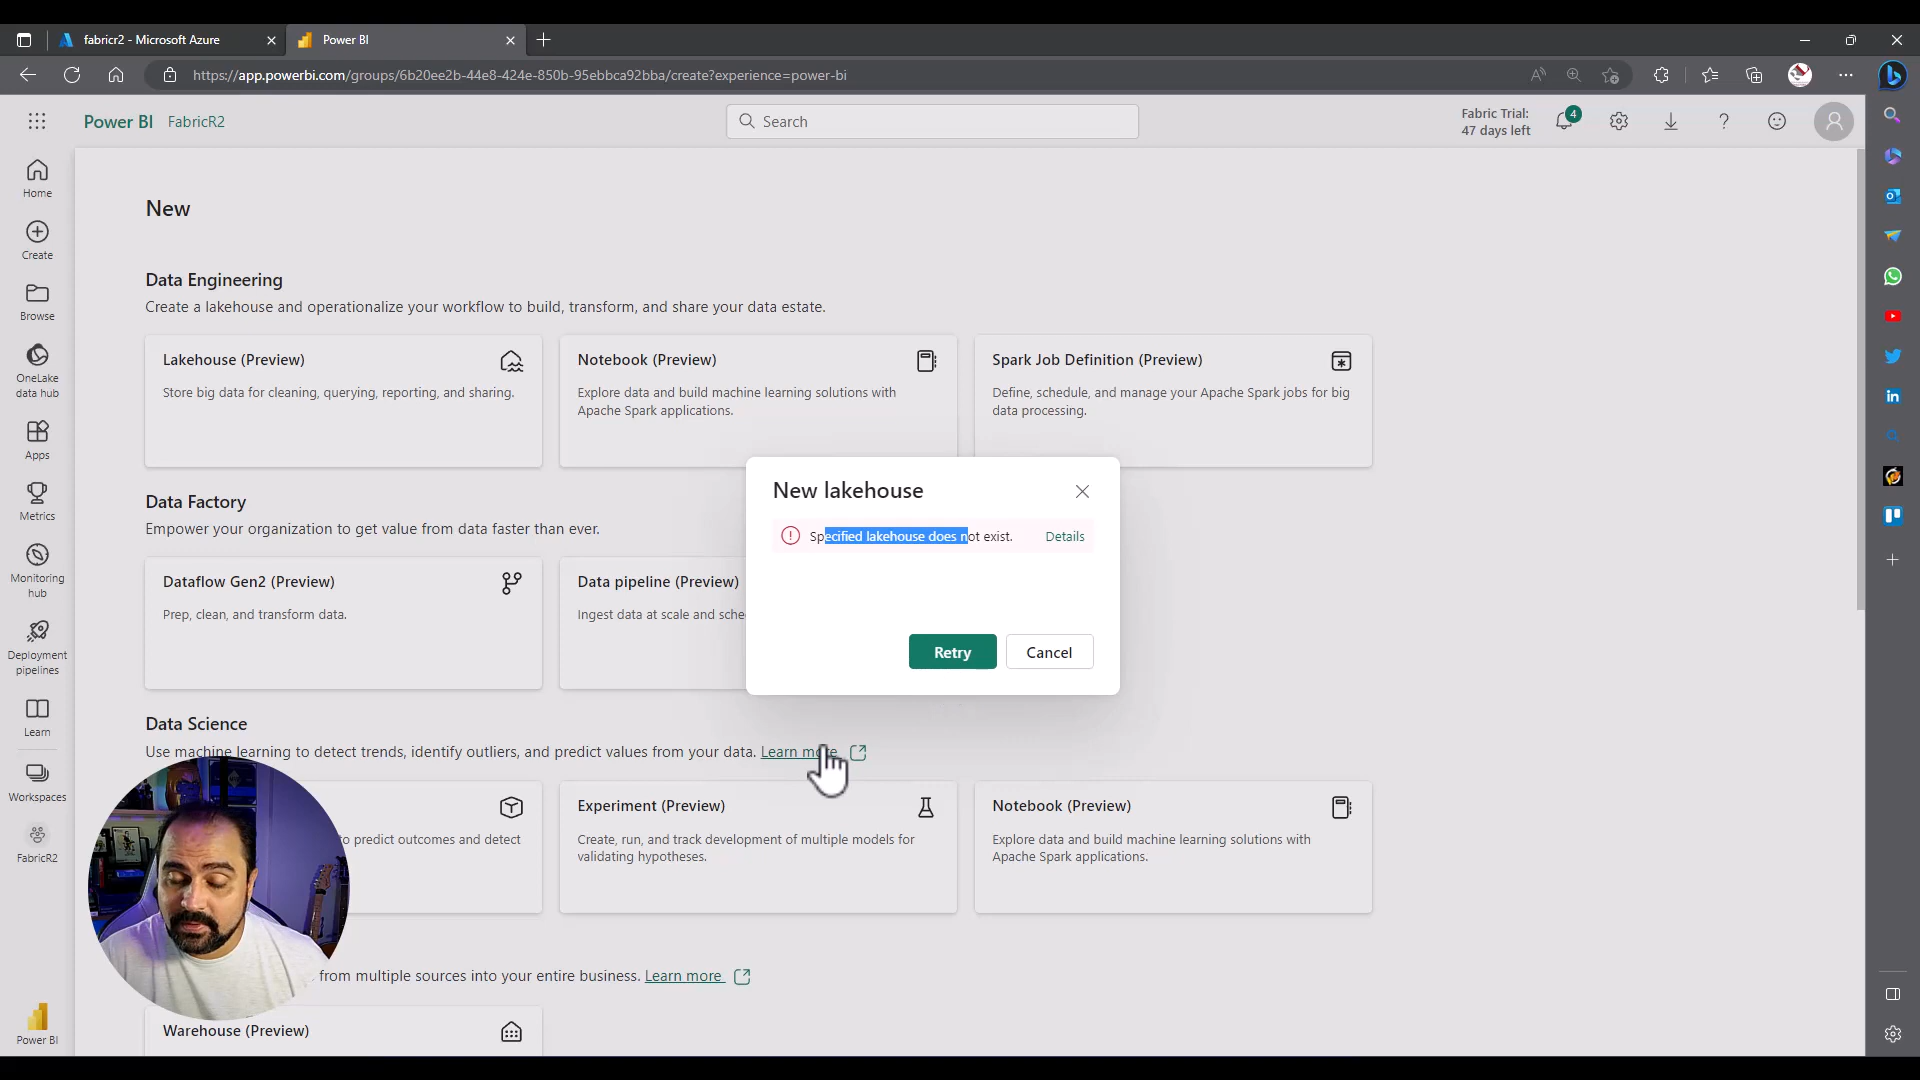 fabricr2 - Microsoft Azure
Power BI
https://app.powerbi.com/groups/6b20ee2b-44e8-424e-850b-95ebbca92bba/create?experience=power-bi
Power BI FabricR2
Search
Fabric Trial:
47 days left
4
Home
Create
Browse
OneLake
data hub
Apps
Metrics
Monitoring
hub
Deployment
pipelines
Learn
Workspaces
FabricR2
Power BI
New
Data Engineering
Create a lakehouse and operationalize your workflow to build, transform, and share your data estate.
Lakehouse (Preview)
Store big data for cleaning, querying, reporting, and sharing.
Notebook (Preview)
Explore data and build machine learning solutions with
Apache Spark applications.
Spark Job Definition (Preview)
Define, schedule, and manage your Apache Spark jobs for big
data processing.
Data Factory
Empower your organization to get value from data faster than ever.
Dataflow Gen2 (Preview)
Prep, clean, and transform data.
Data pipeline (Preview)
Ingest data at scale and sche
New lakehouse
Specified lakehouse does not exist. Details
Retry
Cancel
Data Science
Use machine learning to detect trends, identify outliers, and predict values from your data. Learn more
to predict outcomes and detect
Experiment (Preview)
Create, run, and track development of multiple models for
validating hypotheses.
Notebook (Preview)
Explore data and build machine learning solutions with
Apache Spark applications.
from multiple sources into your entire business. Learn more
Warehouse (Preview)